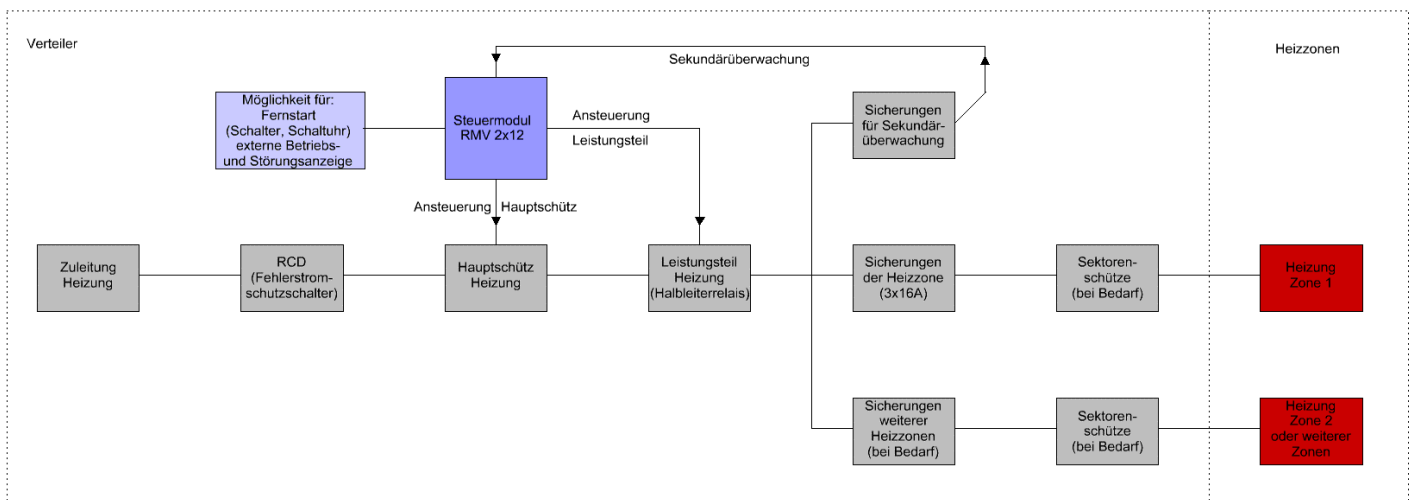 Verteiler
Heizzonen
Sekundärüberwachung
Möglichkeit für:
Fernstart
(Schalter, Schaltuhr)
externe Betriebs-
und Störungsanzeige
Steuermodul
RMV 2x12
Ansteuerung
Leistungsteil
Sicherungen
für Sekundär-
überwachung
Ansteuerung Hauptschütz
Zuleitung
Heizung
RCD
(Fehlerstrom-
schutzschalter)
Hauptschütz
Heizung
Leistungsteil
Heizung
(Halbleiterrelais)
Sicherungen
der Heizzone
(3x16A)
Sektoren-
schütze
(bei Bedarf)
Heizung
Zone 1
Sicherungen
weiterer
Heizzonen
(bei Bedarf)
Sektoren-
schütze
(bei Bedarf)
Heizung
Zone 2
oder weiterer
Zonen